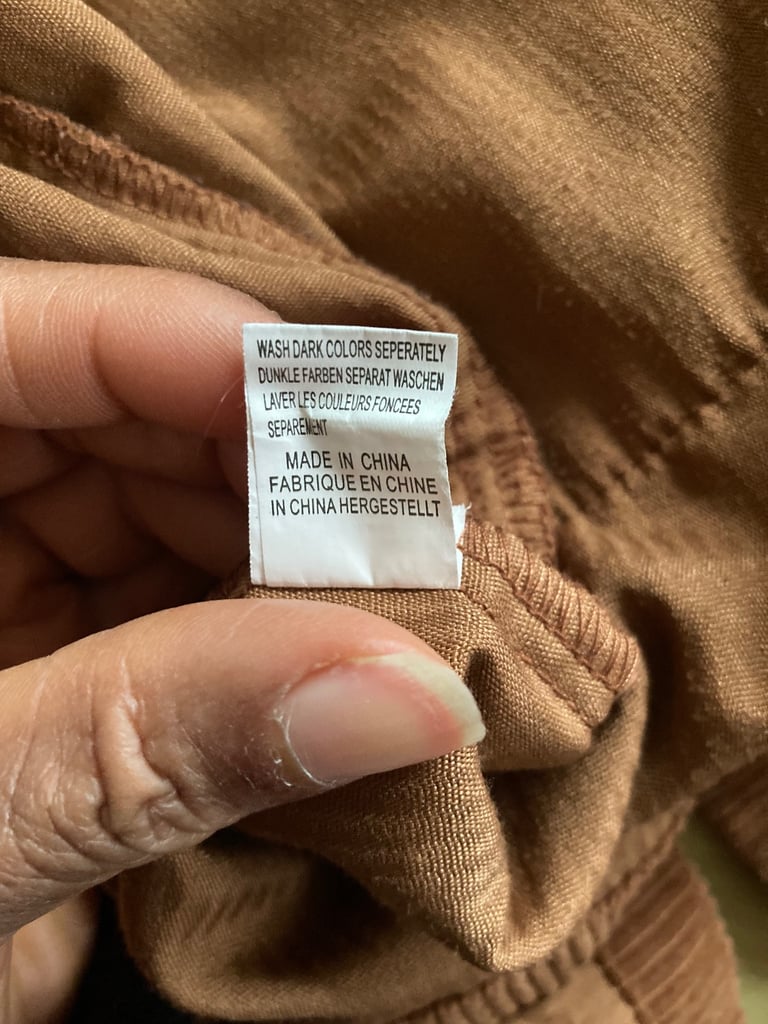 WASH DARK COLORS SEPERATELY
DUNKLE FARBEN SEPARAT WASCHEN
LAVER LES COULEURS FONCEES
SEPAREMENT
MADE IN CHINA
FABRIQUE EN CHINE
IN CHINA HERGESTELLT